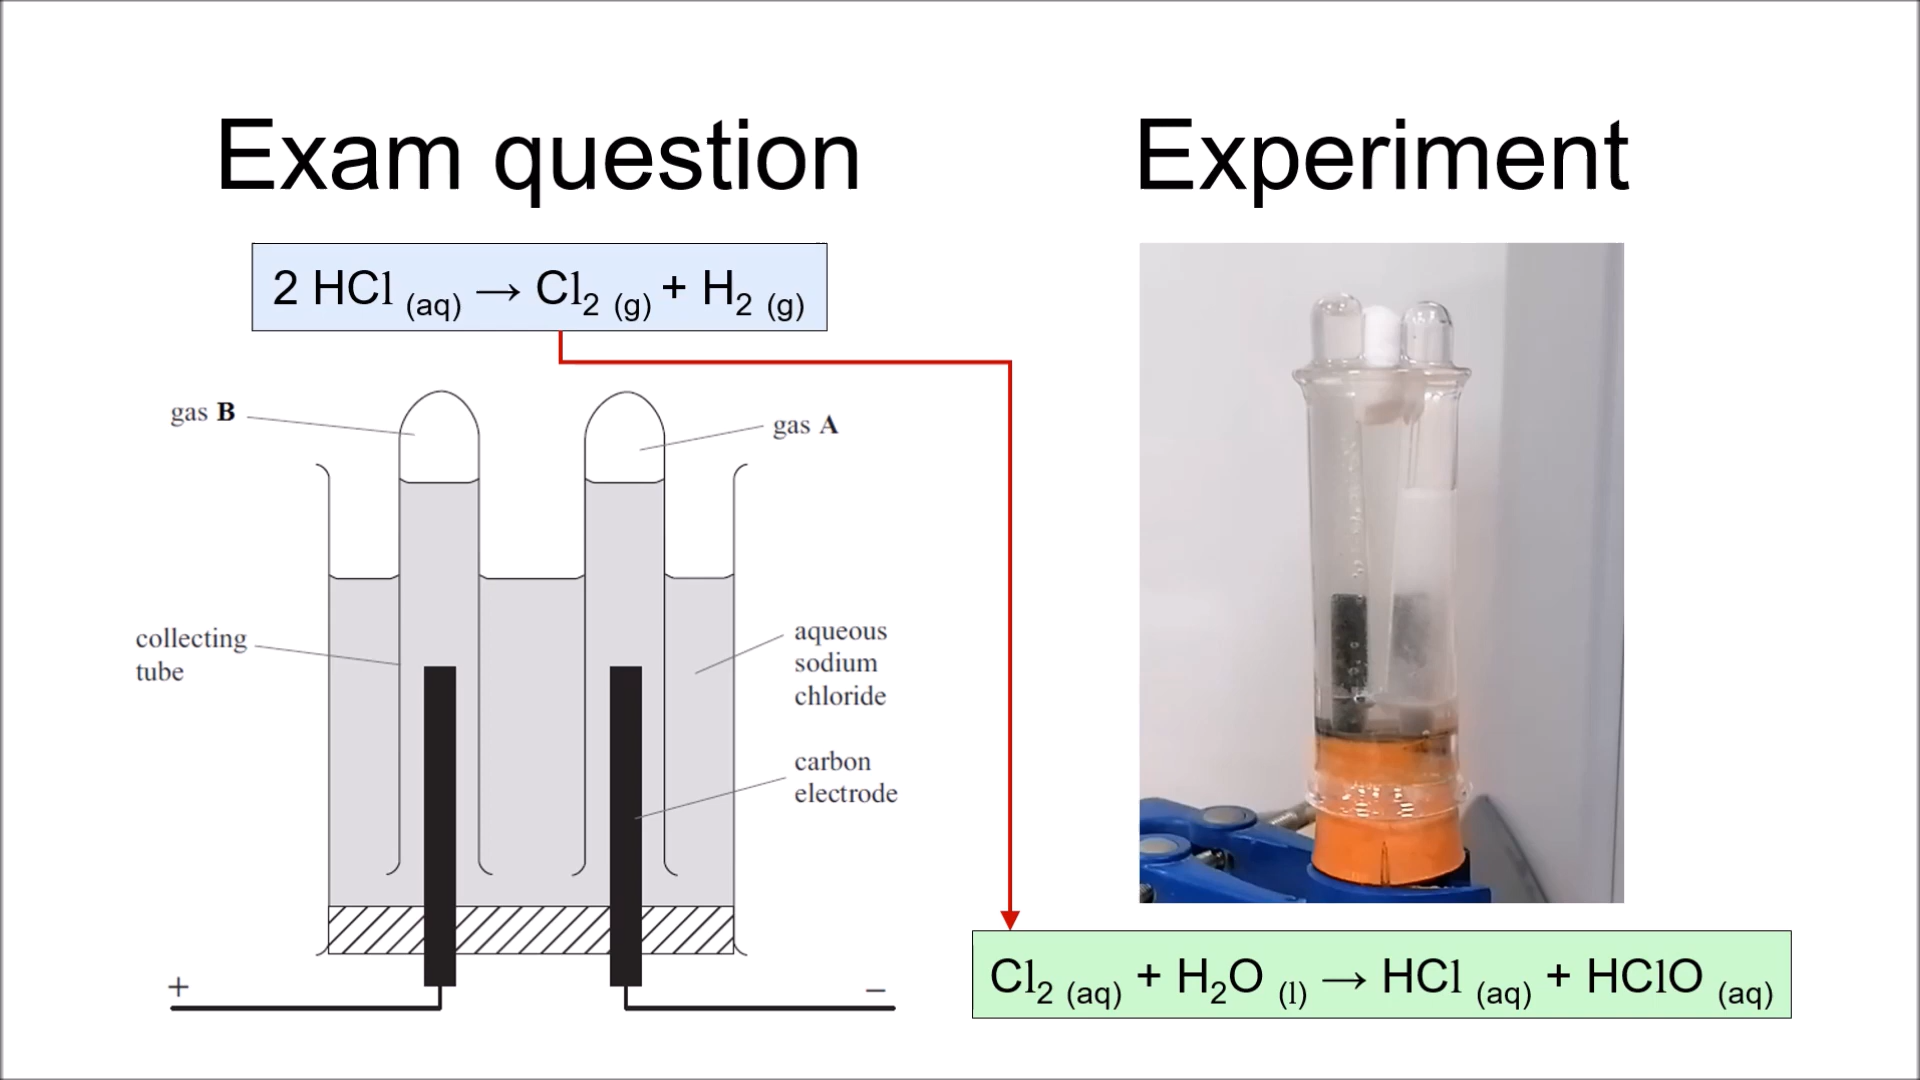 Exam question
Experiment
2 HCl (aq) → Cl2 (g) + H2 (g)
gas B
gas A
collecting
tube
aqueous
sodium
chloride
carbon
electrode
+
−
Cl2 (aq) + H2O (l) → HCl (aq) + HClO (aq)